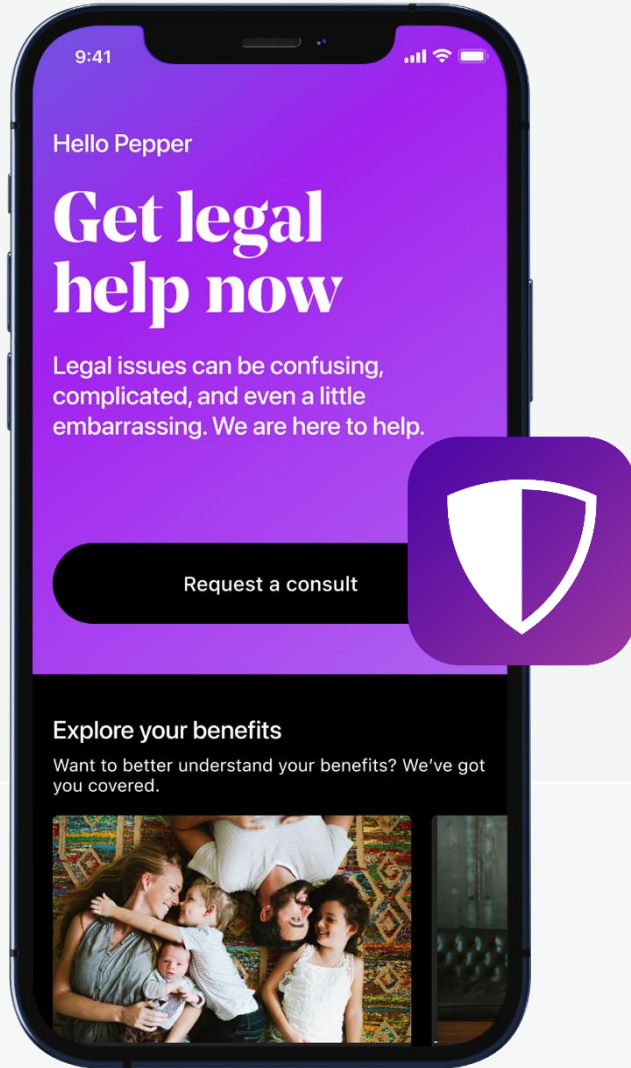 9:41
Hello Pepper
Get legal
help now
Legal issues can be confusing,
complicated, and even a little
embarrassing. We are here to help.
Request a consult
Explore your benefits
Want to better understand your benefits? We’ve got
you covered.